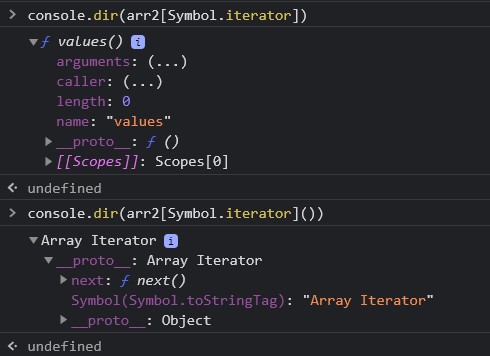 > console.dir(arr2[Symbol.iterator])
▼ƒ values() i
arguments: (...)
caller: (...)
length: 0
name: "values"
▶__proto__: ƒ ()
▶[[Scopes]]: Scopes[0]
< undefined
> console.dir(arr2[Symbol.iterator]())
▼Array Iterator i
▼__proto__: Array Iterator
▶next: ƒ next()
Symbol(Symbol.toStringTag): "Array Iterator"
▶__proto__: Object
< undefined